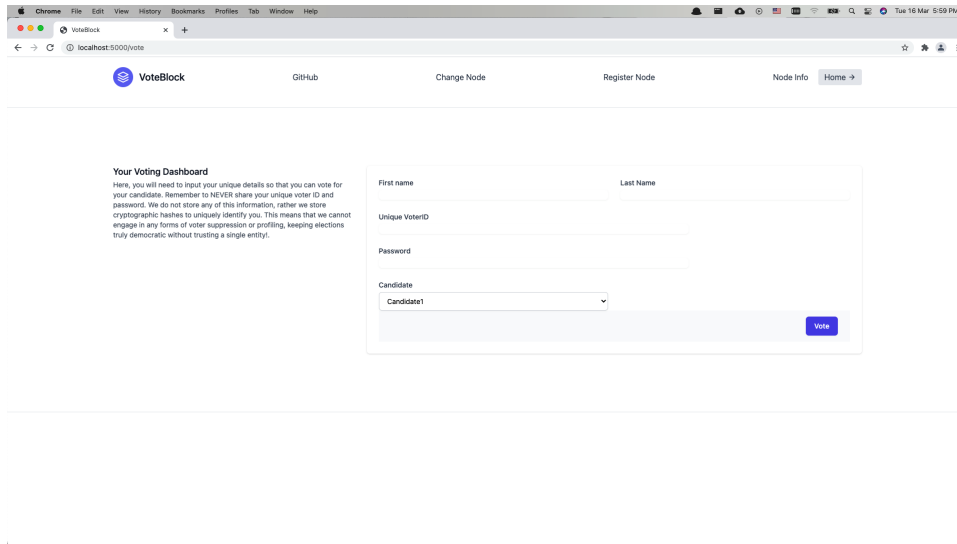 Chrome File Edit View History Bookmarks Profiles Tab Window Help
Tue 16 Mar 5:59 PM
VoteBlock
localhost:5000/vote
VoteBlock GitHub Change Node Register Node Node Info Home →
Your Voting Dashboard
Here, you will need to input your unique details so that you can vote for
your candidate. Remember to NEVER share your unique voter ID and
password. We do not store any of this information, rather we store
cryptographic hashes to uniquely identify you. This means that we cannot
engage in any forms of voter suppression or profiling, keeping elections
truly democratic without trusting a single entity!.
First name Last Name
Unique VoterID
Password
Candidate
Candidate1
Vote